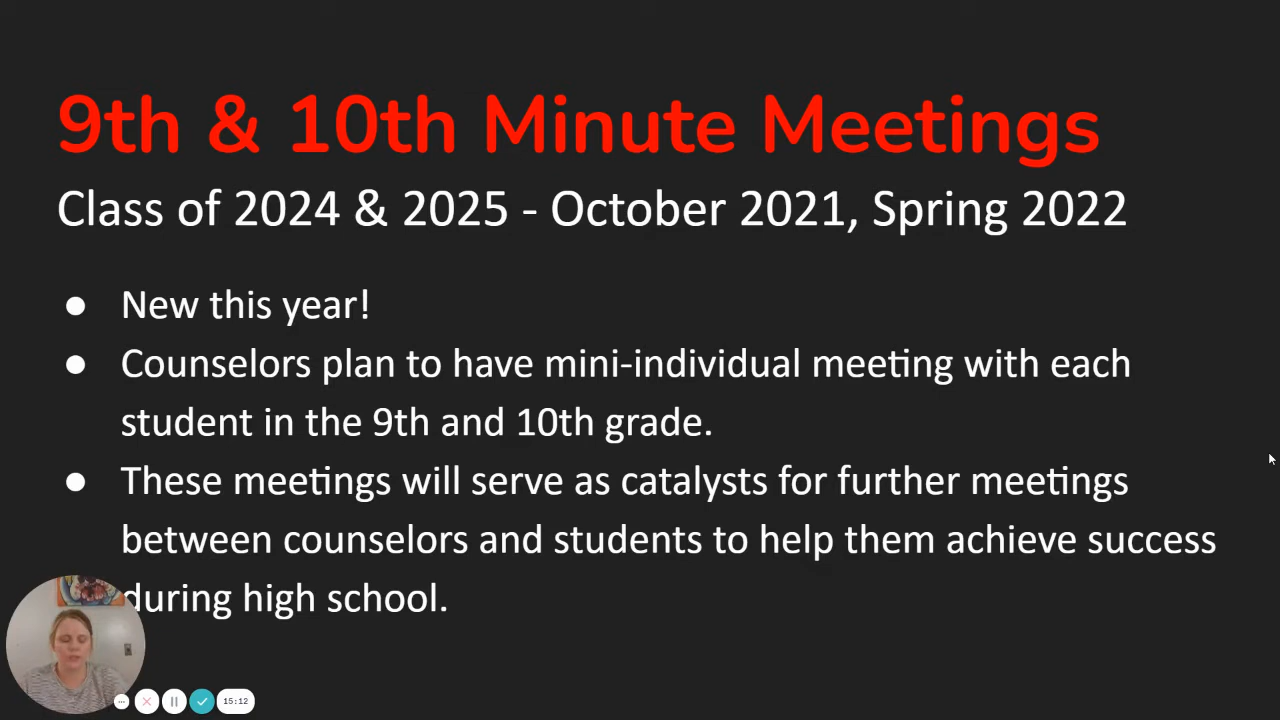 9th & 10th Minute Meetings
Class of 2024 & 2025 - October 2021, Spring 2022
● New this year!
● Counselors plan to have mini-individual meeting with each
student in the 9th and 10th grade.
● These meetings will serve as catalysts for further meetings
between counselors and students to help them achieve success
during high school.
15:12